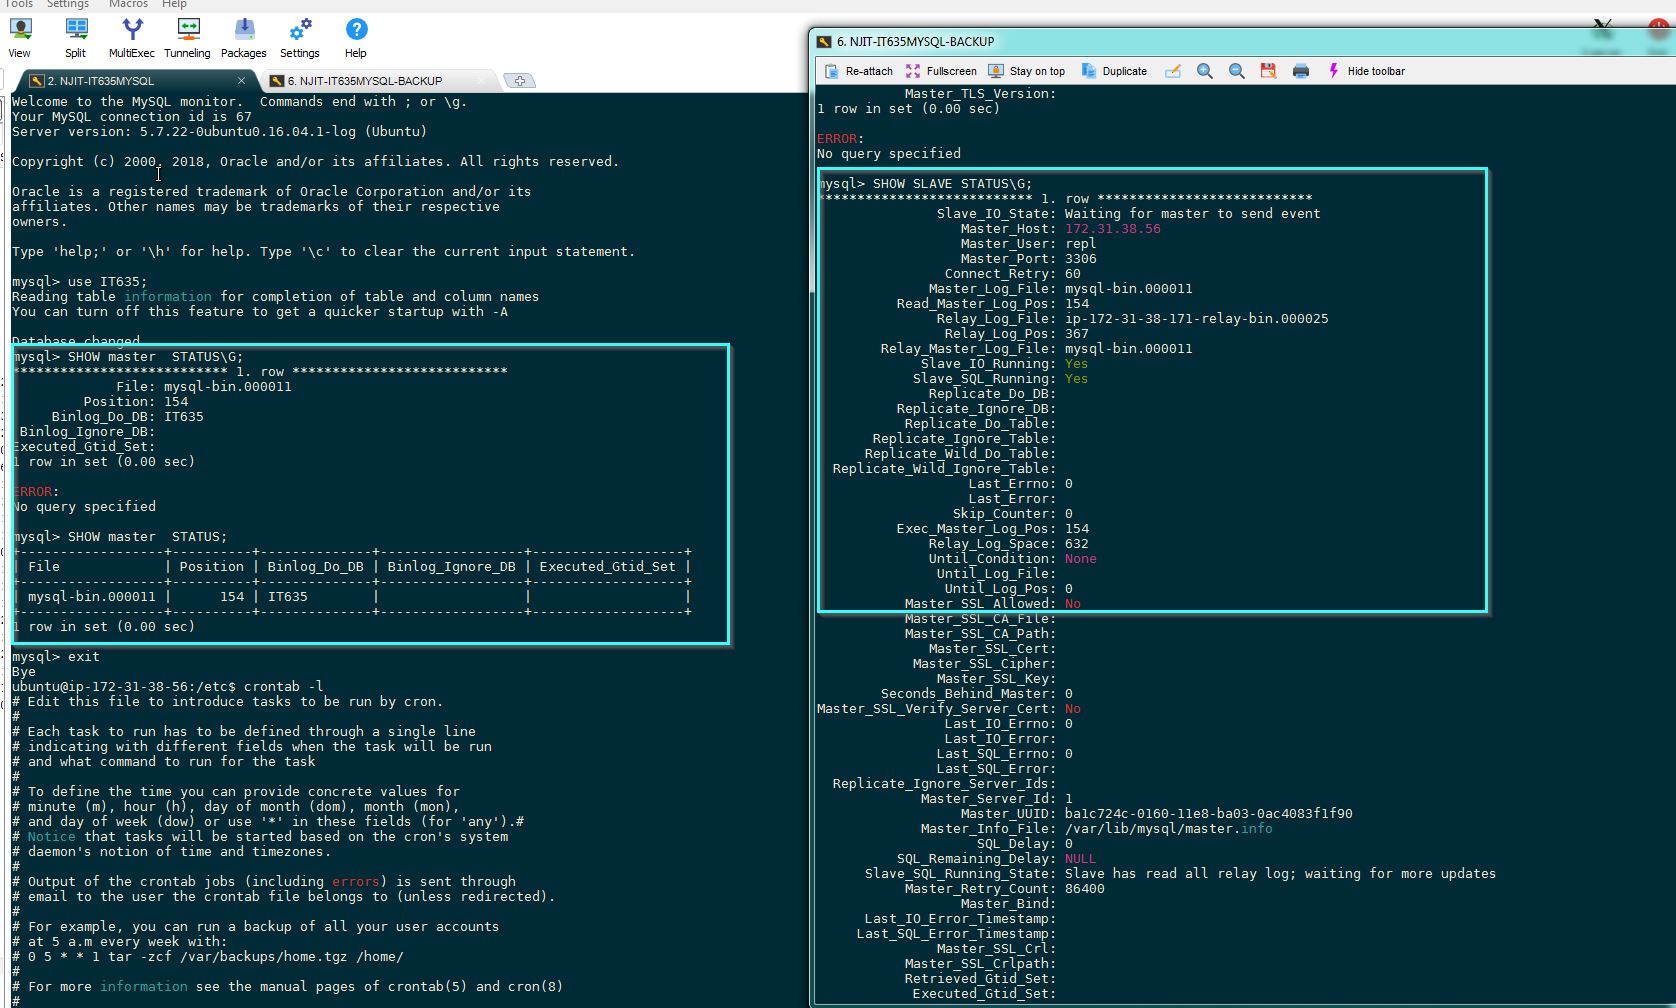 Tools Settings Macros Help
View Split MultiExec Tunneling Packages Settings Help
2. NJIT-IT635MYSQL
6. NJIT-IT635MYSQL-BACKUP
Welcome to the MySQL monitor.  Commands end with ; or \g.
Your MySQL connection id is 67
Server version: 5.7.22-0ubuntu0.16.04.1-log (Ubuntu)
Copyright (c) 2000, 2018, Oracle and/or its affiliates. All rights reserved.
Oracle is a registered trademark of Oracle Corporation and/or its
affiliates. Other names may be trademarks of their respective
owners.
Type 'help;' or '\h' for help. Type '\c' to clear the current input statement.
mysql> use IT635;
Reading table information for completion of table and column names
You can turn off this feature to get a quicker startup with -A
Database changed
mysql> SHOW master  STATUS\G;
*************************** 1. row ***************************
File: mysql-bin.000011
Position: 154
Binlog_Do_DB: IT635
Binlog_Ignore_DB:
Executed_Gtid_Set:
1 row in set (0.00 sec)
ERROR:
No query specified
mysql> SHOW master  STATUS;
+------------------+----------+--------------+------------------+-------------------+
| File             | Position | Binlog_Do_DB | Binlog_Ignore_DB | Executed_Gtid_Set |
+------------------+----------+--------------+------------------+-------------------+
| mysql-bin.000011 |      154 | IT635        |                  |                   |
+------------------+----------+--------------+------------------+-------------------+
1 row in set (0.00 sec)
mysql> exit
Bye
ubuntu@ip-172-31-38-56:/etc$ crontab -l
# Edit this file to introduce tasks to be run by cron.
#
# Each task to run has to be defined through a single line
# indicating with different fields when the task will be run
# and what command to run for the task
#
# To define the time you can provide concrete values for
# minute (m), hour (h), day of month (dom), month (mon),
# and day of week (dow) or use '*' in these fields (for 'any').#
# Notice that tasks will be started based on the cron's system
# daemon's notion of time and timezones.
#
# Output of the crontab jobs (including errors) is sent through
# email to the user the crontab file belongs to (unless redirected).
#
# For example, you can run a backup of all your user accounts
# at 5 a.m every week with:
# 0 5 * * 1 tar -zcf /var/backups/home.tgz /home/
#
# For more information see the manual pages of crontab(5) and cron(8)
#
6. NJIT-IT635MYSQL-BACKUP
Re-attach Fullscreen Stay on top Duplicate Hide toolbar
Master_TLS_Version:
1 row in set (0.00 sec)
ERROR:
No query specified
mysql> SHOW SLAVE STATUS\G;
*************************** 1. row ***************************
Slave_IO_State: Waiting for master to send event
Master_Host: 172.31.38.56
Master_User: repl
Master_Port: 3306
Connect_Retry: 60
Master_Log_File: mysql-bin.000011
Read_Master_Log_Pos: 154
Relay_Log_File: ip-172-31-38-171-relay-bin.000025
Relay_Log_Pos: 367
Relay_Master_Log_File: mysql-bin.000011
Slave_IO_Running: Yes
Slave_SQL_Running: Yes
Replicate_Do_DB:
Replicate_Ignore_DB:
Replicate_Do_Table:
Replicate_Ignore_Table:
Replicate_Wild_Do_Table:
Replicate_Wild_Ignore_Table:
Last_Errno: 0
Last_Error:
Skip_Counter: 0
Exec_Master_Log_Pos: 154
Relay_Log_Space: 632
Until_Condition: None
Until_Log_File:
Until_Log_Pos: 0
Master_SSL_Allowed: No
Master_SSL_CA_File:
Master_SSL_CA_Path:
Master_SSL_Cert:
Master_SSL_Cipher:
Master_SSL_Key:
Seconds_Behind_Master: 0
Master_SSL_Verify_Server_Cert: No
Last_IO_Errno: 0
Last_IO_Error:
Last_SQL_Errno: 0
Last_SQL_Error:
Replicate_Ignore_Server_Ids:
Master_Server_Id: 1
Master_UUID: ba1c724c-0160-11e8-ba03-0ac4083f1f90
Master_Info_File: /var/lib/mysql/master.info
SQL_Delay: 0
SQL_Remaining_Delay: NULL
Slave_SQL_Running_State: Slave has read all relay log; waiting for more updates
Master_Retry_Count: 86400
Master_Bind:
Last_IO_Error_Timestamp:
Last_SQL_Error_Timestamp:
Master_SSL_Crl:
Master_SSL_Crlpath:
Retrieved_Gtid_Set:
Executed_Gtid_Set: